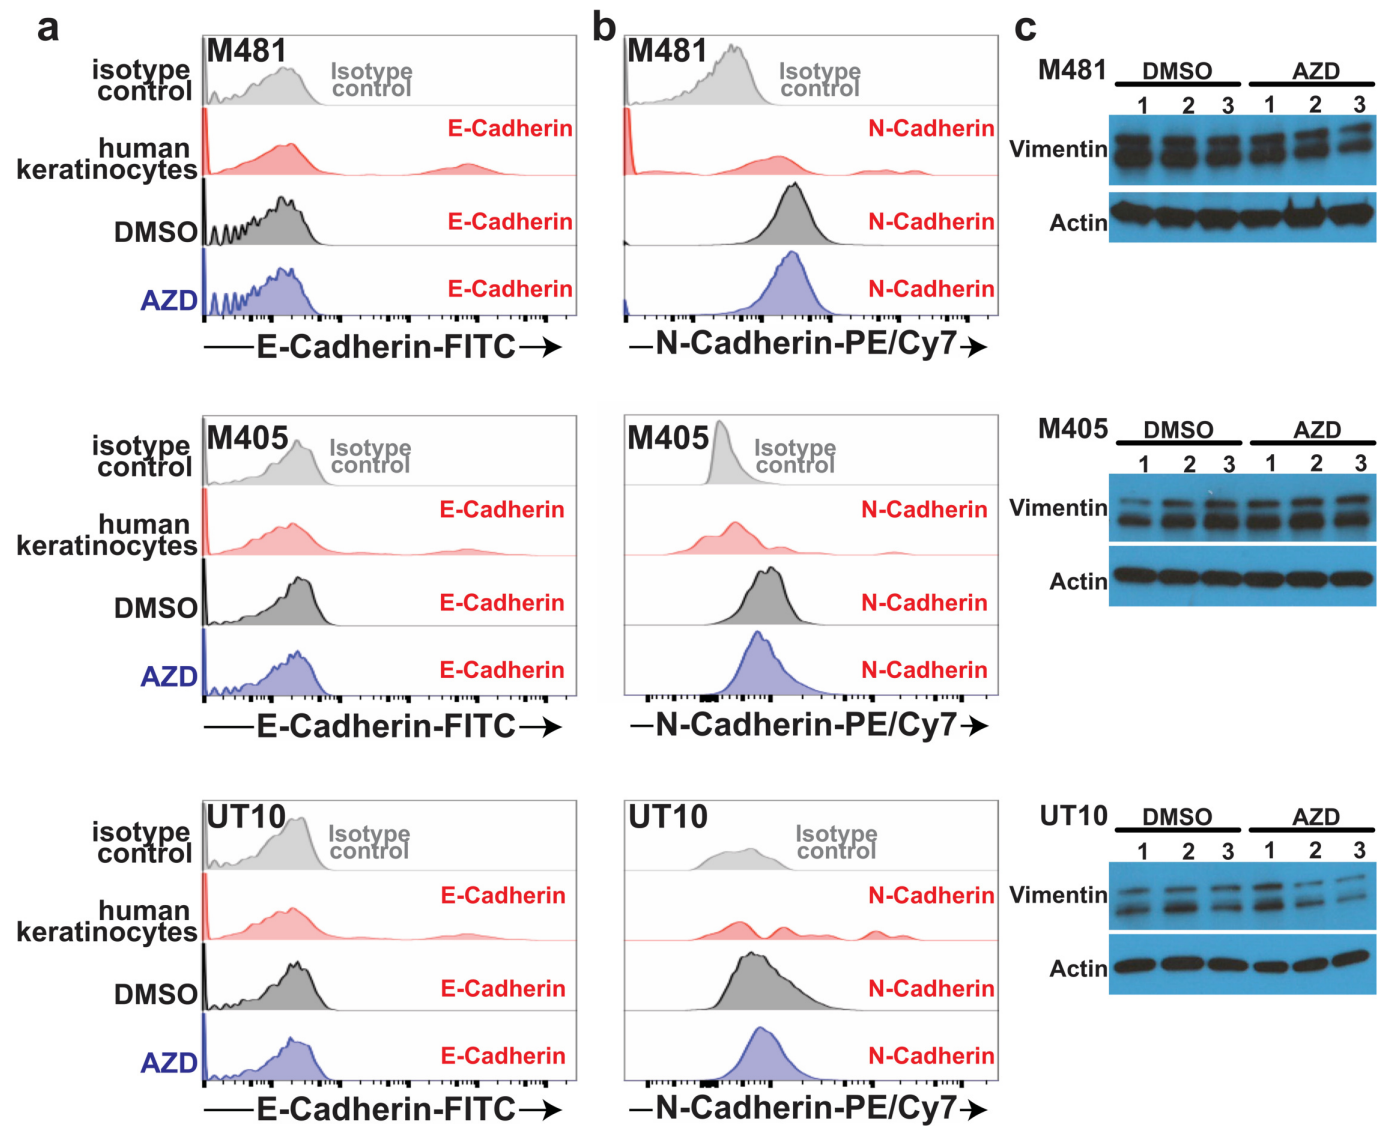 a
M481
isotype
control
Isotype
control
human
keratinocytes
E-Cadherin
DMSO
E-Cadherin
AZD
E-Cadherin
E-Cadherin-FITC
M405
isotype
control
Isotype
control
human
keratinocytes
E-Cadherin
DMSO
E-Cadherin
AZD
E-Cadherin
E-Cadherin-FITC
UT10
isotype
control
Isotype
control
human
keratinocytes
E-Cadherin
DMSO
E-Cadherin
AZD
E-Cadherin
E-Cadherin-FITC
b
M481
Isotype
control
N-Cadherin
N-Cadherin
N-Cadherin
N-Cadherin-PE/Cy7
M405
Isotype
control
N-Cadherin
N-Cadherin
N-Cadherin
N-Cadherin-PE/Cy7
UT10
Isotype
control
N-Cadherin
N-Cadherin
N-Cadherin
N-Cadherin-PE/Cy7
c
M481 DMSO AZD
1 2 3 1 2 3
Vimentin
Actin
M405 DMSO AZD
1 2 3 1 2 3
Vimentin
Actin
UT10 DMSO AZD
1 2 3 1 2 3
Vimentin
Actin